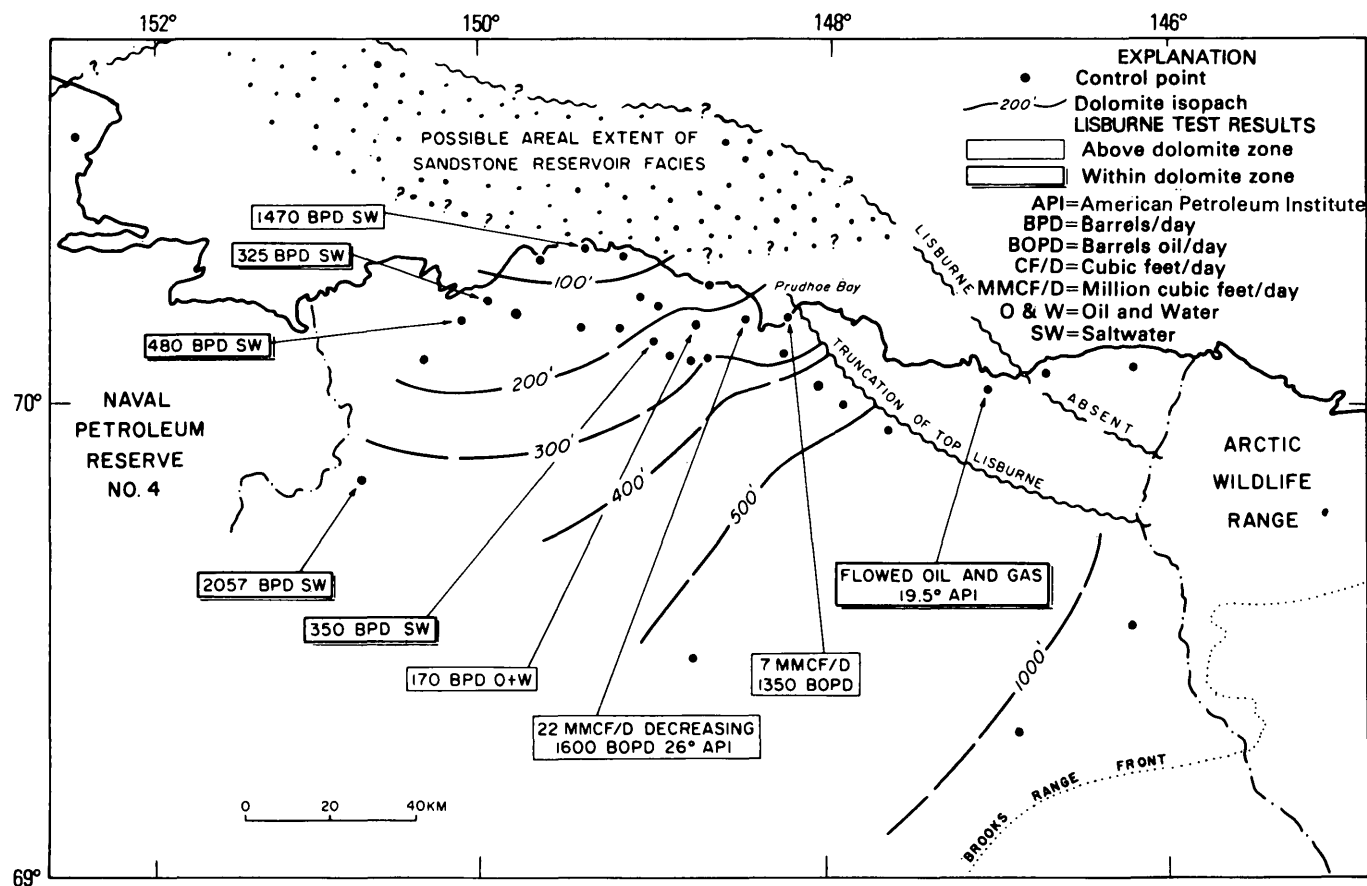 152°
150°
148°
146°
EXPLANATION
Control point
200'
Dolomite isopach
LISBURNE TEST RESULTS
Above dolomite zone
Within dolomite zone
API=American Petroleum Institute
BPD=Barrels/day
BOPD=Barrels oil/day
CF/D=Cubic feet/day
MMCF/D=Million cubic feet/day
O & W=Oil and Water
SW=Saltwater
?
?
?
?
?
?
?
?
?
?
?
?
?
?
POSSIBLE AREAL EXTENT OF
SANDSTONE RESERVOIR FACIES
1470 BPD SW
325 BPD SW
480 BPD SW
100'
Prudhoe Bay
LISBURNE
ABSENT
TRUNCATION OF TOP LISBURNE
200'
300'
400'
500'
1000'
70°
NAVAL
PETROLEUM
RESERVE
NO. 4
ARCTIC
WILDLIFE
RANGE
2057 BPD SW
350 BPD SW
170 BPD O+W
22 MMCF/D DECREASING
1600 BOPD 26° API
7 MMCF/D
1350 BOPD
FLOWED OIL AND GAS
19.5° API
BROOKS RANGE FRONT
0 20 40KM
69°